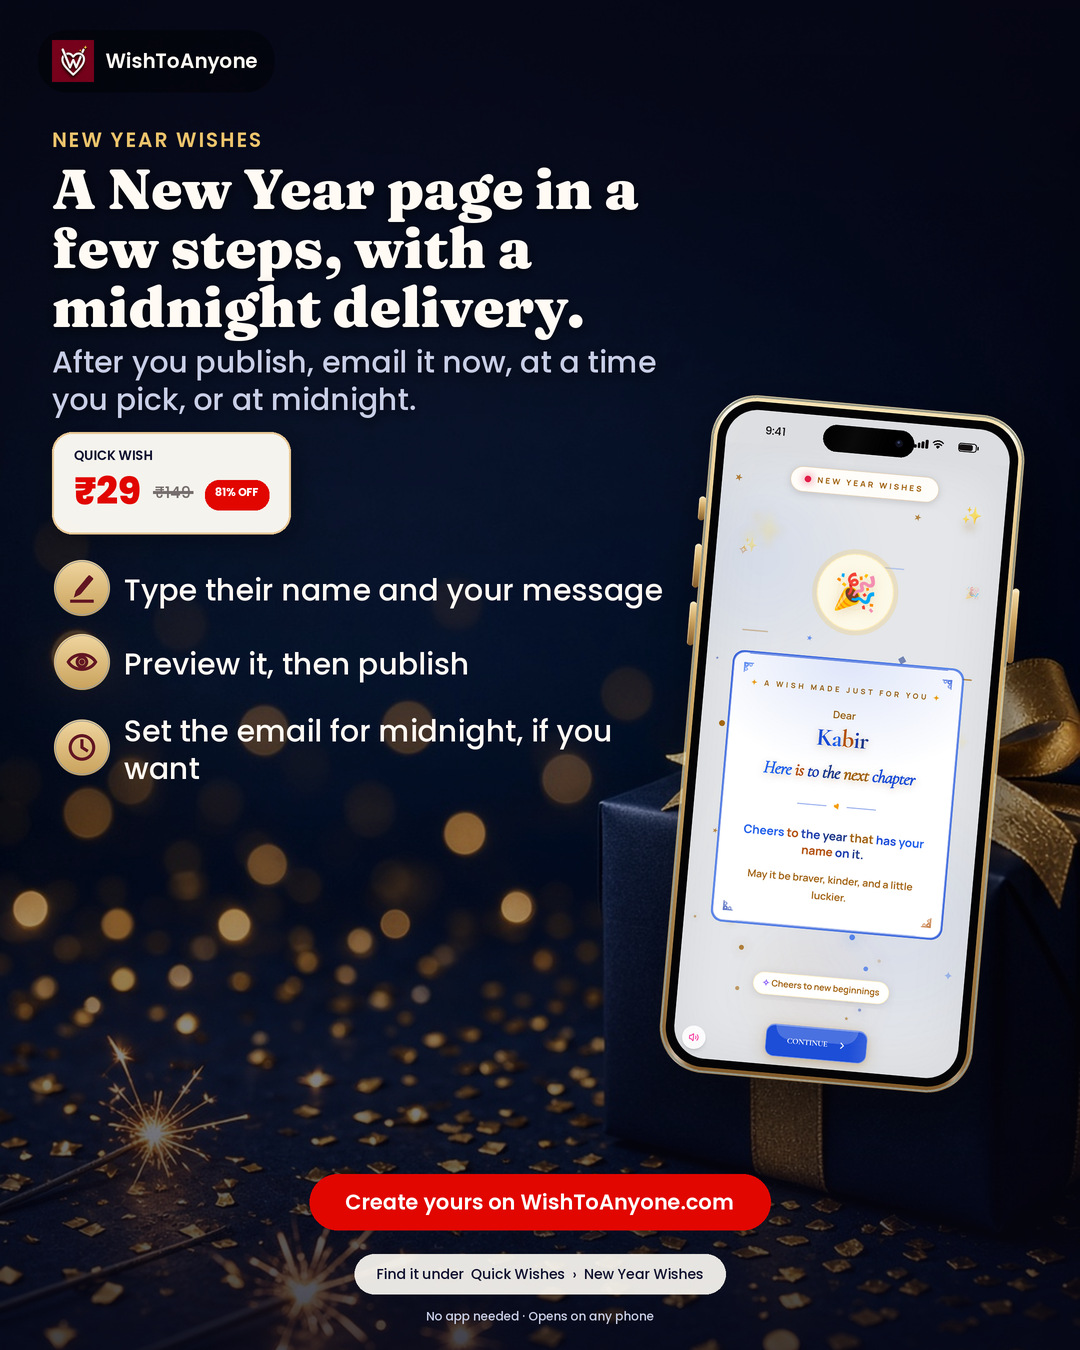 WishToAnyone
NEW YEAR WISHES
A New Year page in a
few steps, with a
midnight delivery.
After you publish, email it now, at a time
you pick, or at midnight.
QUICK WISH
₹29 ₹149 81% OFF
Type their name and your message
Preview it, then publish
Set the email for midnight, if you
want
9:41
NEW YEAR WISHES
A WISH MADE JUST FOR YOU
Dear
Kabir
Here is to the next chapter
Cheers to the year that has your
name on it.
May it be braver, kinder, and a little
luckier.
Cheers to new beginnings
CONTINUE
Create yours on WishToAnyone.com
Find it under Quick Wishes › New Year Wishes
No app needed · Opens on any phone